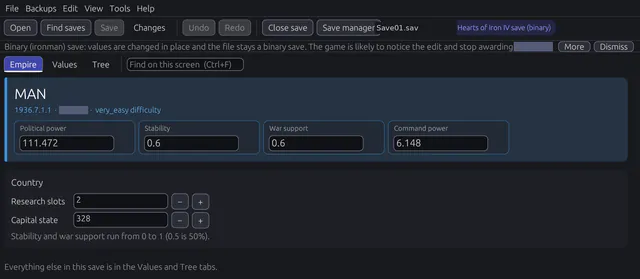 File Backups Edit View Tools Help
Open Find saves Save Changes Undo Redo Close save Save manager Save01.sav Hearts of Iron IV save (binary)
Binary (ironman) save: values are changed in place and the file stays a binary save. The game is likely to notice the edit and stop awarding More Dismiss
Empire Values Tree Find on this screen (Ctrl+F)
MAN
1936.7.1.1 · · very_easy difficulty
Political power Stability War support Command power
111.472 0.6 0.6 6.148
Country
Research slots 2 − +
Capital state 328 − +
Stability and war support run from 0 to 1 (0.5 is 50%).
Everything else in this save is in the Values and Tree tabs.